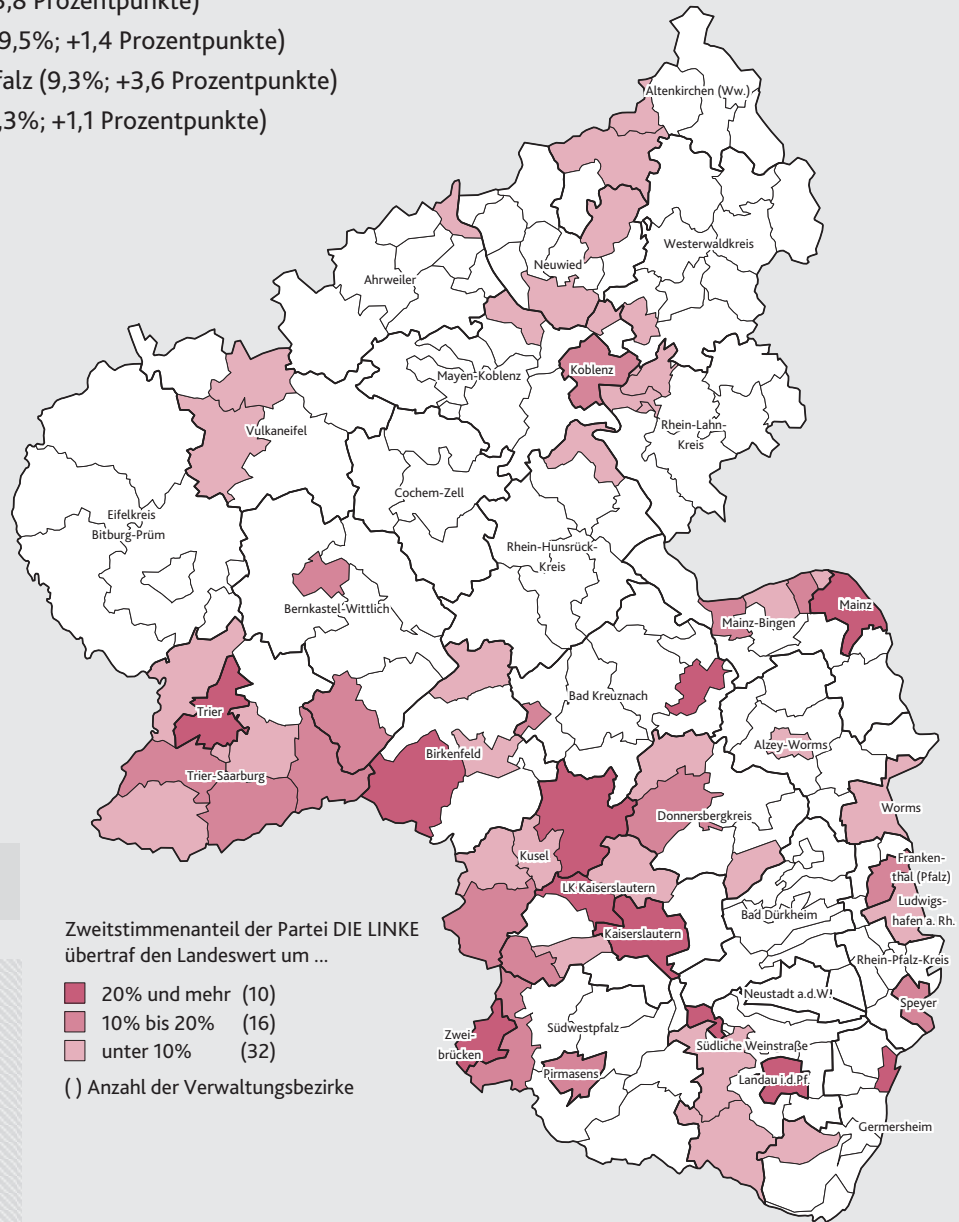 ,8 Prozentpunkte)
9,5%; +1,4 Prozentpunkte)
falz (9,3%; +3,6 Prozentpunkte)
,3%; +1,1 Prozentpunkte)
Altenkirchen (Ww.)
Westerwaldkreis
Neuwied
Ahrweiler
Koblenz
Mayen-Koblenz
Rhein-Lahn-
Kreis
Vulkaneifel
Cochem-Zell
Eifelkreis
Bitburg-Prüm
Rhein-Hunsrück-
Kreis
Bernkastel-Wittlich
Mainz
Mainz-Bingen
Bad Kreuznach
Trier
Alzey-Worms
Birkenfeld
Trier-Saarburg
Worms
Donnersbergkreis
Kusel
Franken-
thal (Pfalz)
LK Kaiserslautern
Ludwigs-
hafen a. Rh.
Bad Dürkheim
Kaiserslautern
Rhein-Pfalz-Kreis
Neustadt a.d.W.
Speyer
Südwestpfalz
Zwei-
brücken
Südliche Weinstraße
Pirmasens
Landau i.d.Pf.
Germersheim
Zweitstimmenanteil der Partei DIE LINKE
übertraf den Landeswert um ...
20% und mehr (10)
10% bis 20% (16)
unter 10% (32)
( ) Anzahl der Verwaltungsbezirke